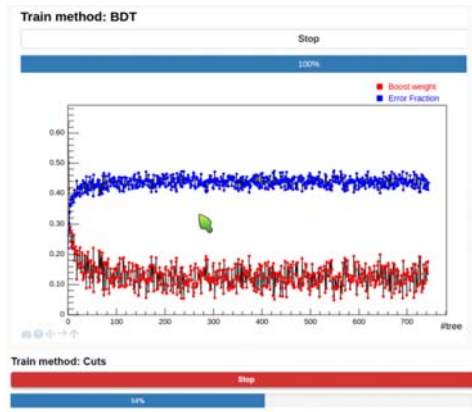 Train method: BDT
Stop
100%
Boost weight
Error Fraction
0.60
0.50
0.40
0.30
0.20
0.10
0
0 100 200 300 400 500 600 700
#tree
Train method: Cuts
Stop
54%